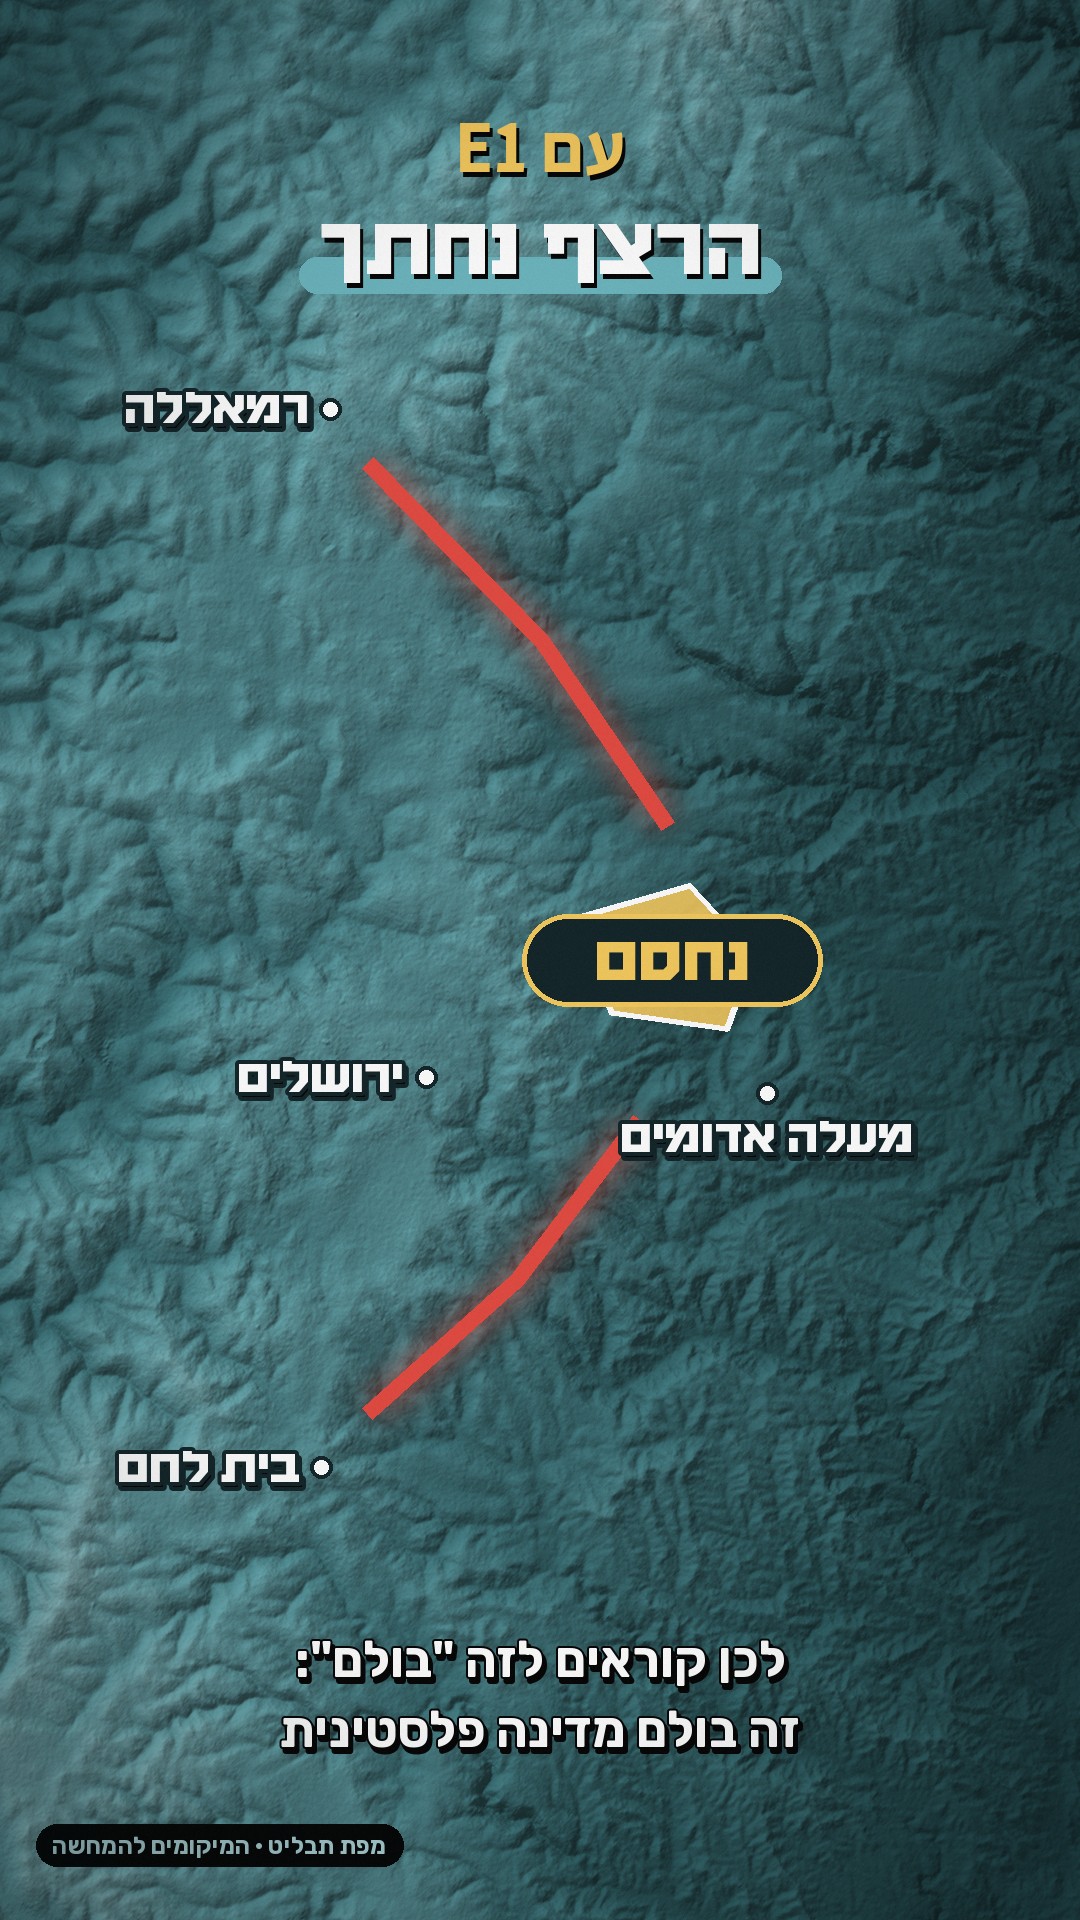 עם E1
הרצף נחתך
רמאללה
נחסם
ירושלים
מעלה אדומים
בית לחם
לכן קוראים לזה "בולם":
זה בולם מדינה פלסטינית
מפת תבליט • המיקומים להמחשה